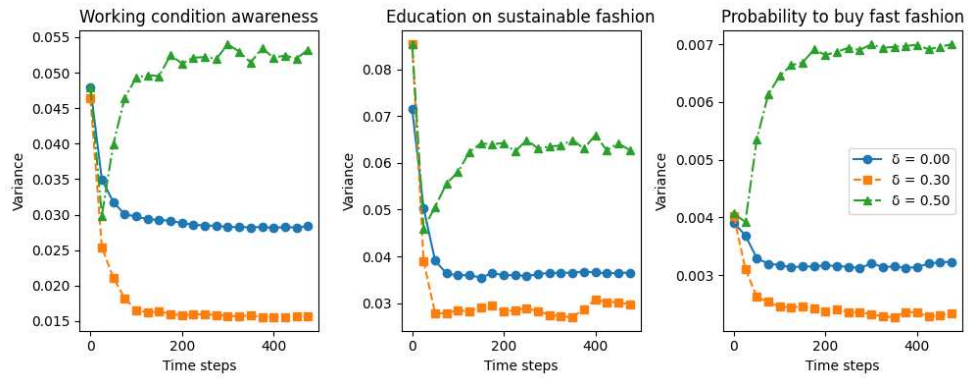 Working condition awareness
Education on sustainable fashion
Probability to buy fast fashion
0.055
0.050
0.045
0.040
0.035
0.030
0.025
0.020
0.015
Variance
0
200
400
Time steps
0.08
0.07
0.06
0.05
0.04
0.03
Variance
0
200
400
Time steps
0.007
0.006
0.005
0.004
0.003
Variance
δ = 0.00
δ = 0.30
δ = 0.50
0
200
400
Time steps